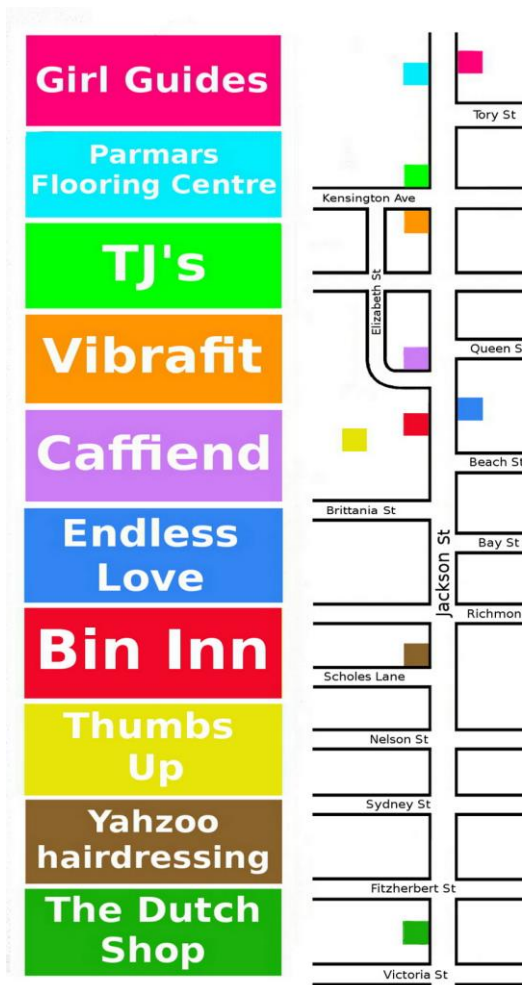 Girl Guides
Parmars
Flooring Centre
TJ's
Vibrafit
Caffiend
Endless
Love
Bin Inn
Thumbs
Up
Yahzoo
hairdressing
The Dutch
Shop
Tory St
Kensington Ave
Elizabeth St
Queen S
Beach St
Brittania St
Bay St
Jackson St
Richmon
Scholes Lane
Nelson St
Sydney St
Fitzherbert St
Victoria St